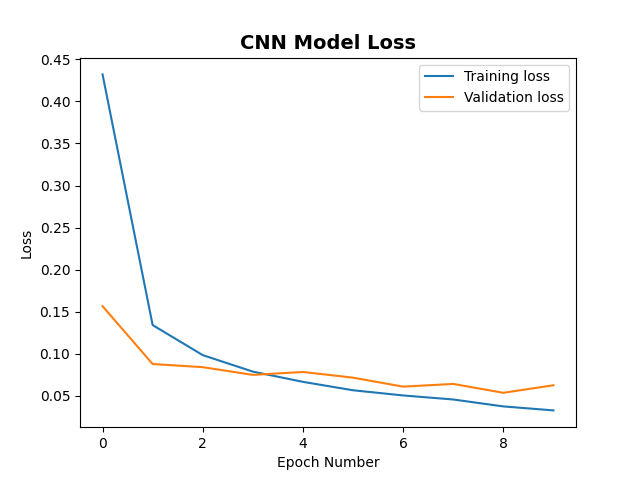 CNN Model Loss
Training loss
Validation loss
0.45
0.40
0.35
0.30
0.25
0.20
0.15
0.10
0.05
Loss
0 2 4 6 8
Epoch Number